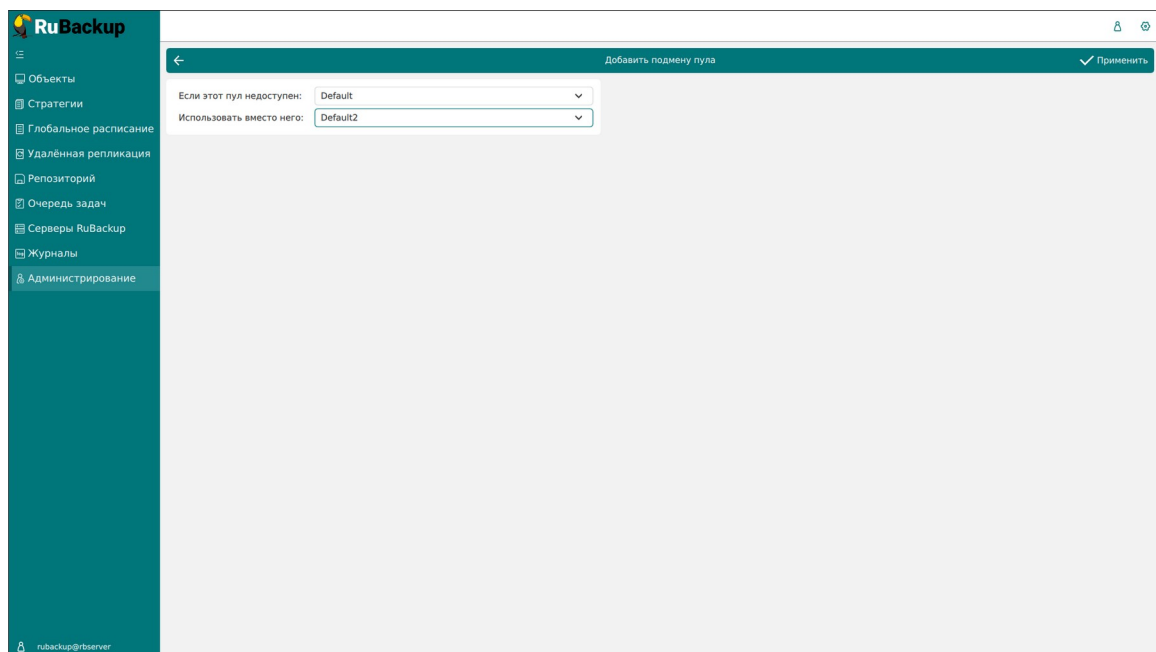 RuBackup
Добавить подмену пула
Применить
Объекты
Стратегии
Глобальное расписание
Удалённая репликация
Репозиторий
Очередь задач
Серверы RuBackup
Журналы
Администрирование
Если этот пул недоступен: Default
Использовать вместо него: Default2
rubackup@rbserver